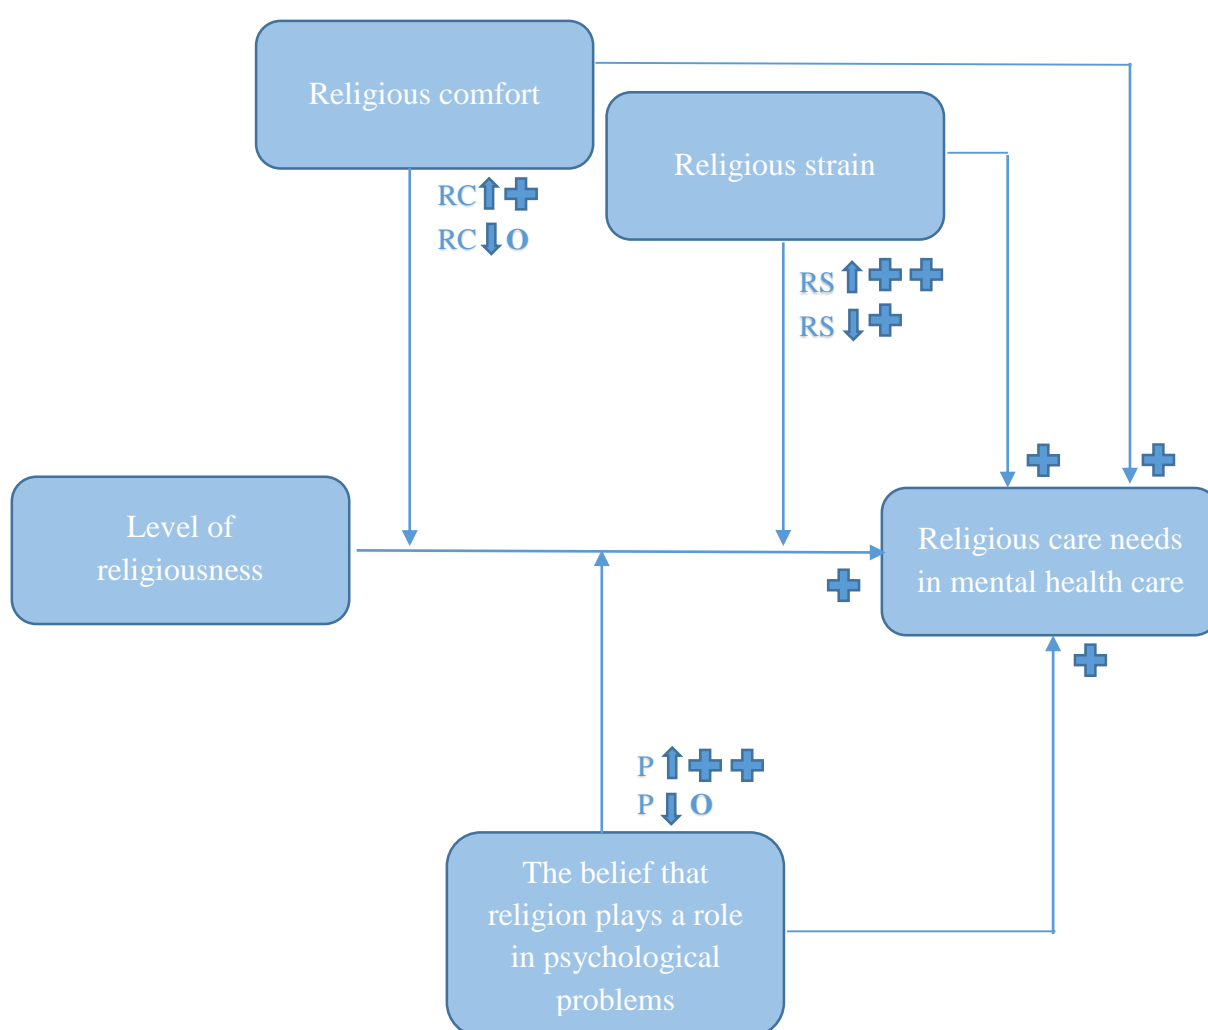 Religious comfort
Religious strain
RC
RC O
RS
RS
Level of
religiousness
Religious care needs
in mental health care
P
P O
The belief that
religion plays a role
in psychological
problems